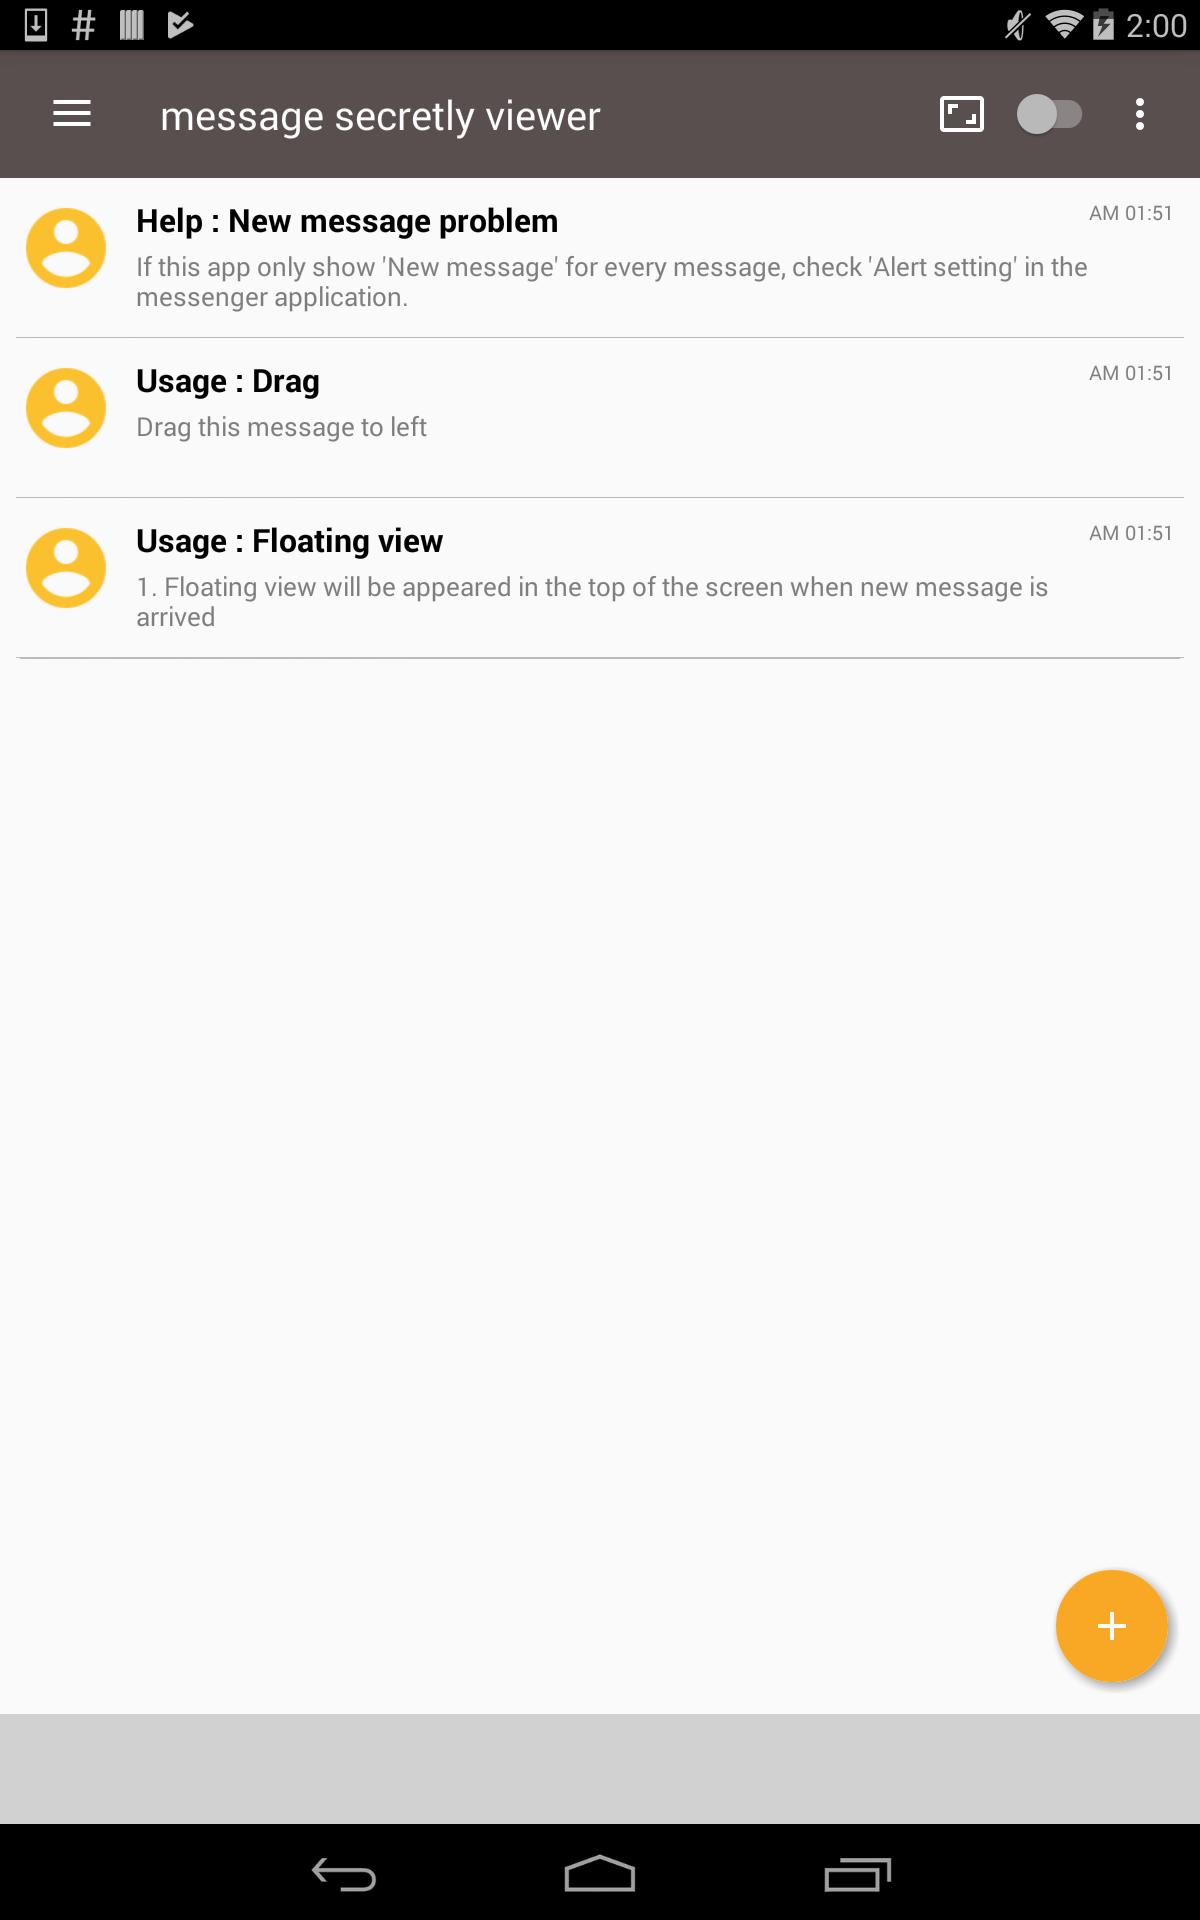 2:00
message secretly viewer
Help : New message problem
AM 01:51
If this app only show 'New message' for every message, check 'Alert setting' in the
messenger application.
Usage : Drag
AM 01:51
Drag this message to left
Usage : Floating view
AM 01:51
1. Floating view will be appeared in the top of the screen when new message is
arrived